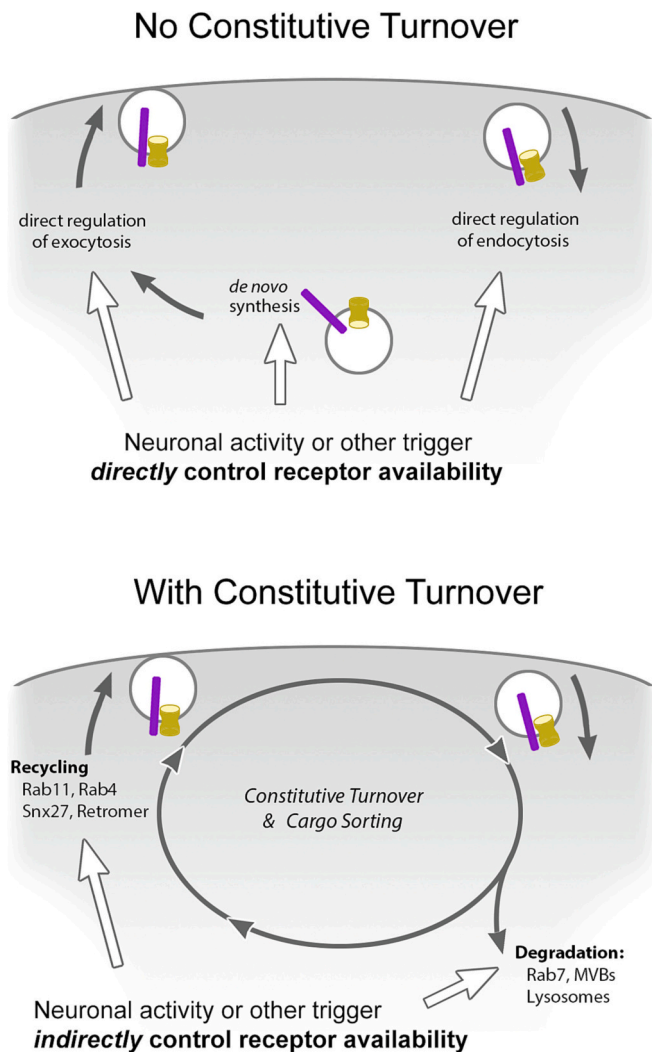 No Constitutive Turnover
direct regulation
of exocytosis
direct regulation
of endocytosis
de novo
synthesis
Neuronal activity or other trigger
directly control receptor availability
With Constitutive Turnover
Recycling
Rab11, Rab4
Snx27, Retromer
Constitutive Turnover
& Cargo Sorting
Degradation:
Rab7, MVBs
Lysosomes
Neuronal activity or other trigger
indirectly control receptor availability